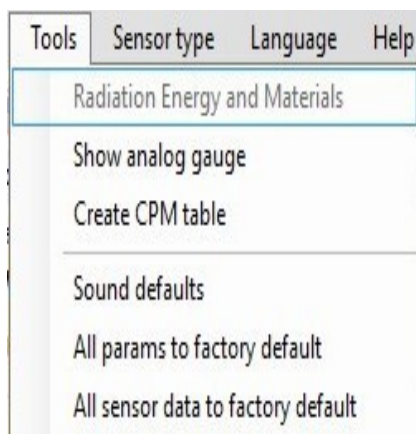 Tools Sensor type Language Help
Radiation Energy and Materials
Show analog gauge
Create CPM table
Sound defaults
All params to factory default
All sensor data to factory default